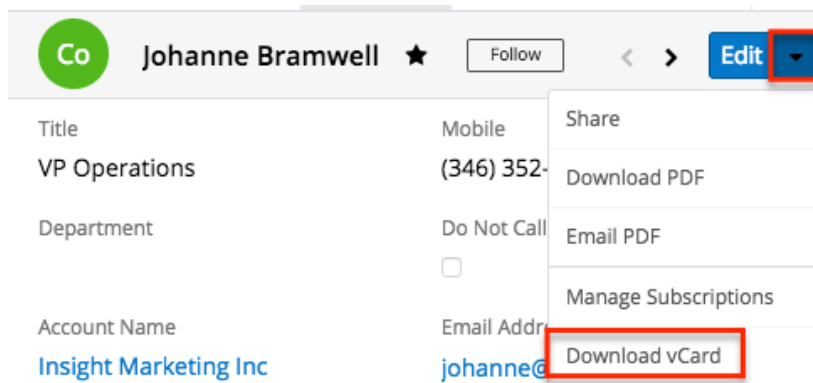 Co Johanne Bramwell ★ Follow Edit
Title
VP Operations
Department
Account Name
Insight Marketing Inc
Mobile
(346) 352-
Do Not Call
Email Addr
johanne@
Share
Download PDF
Email PDF
Manage Subscriptions
Download vCard